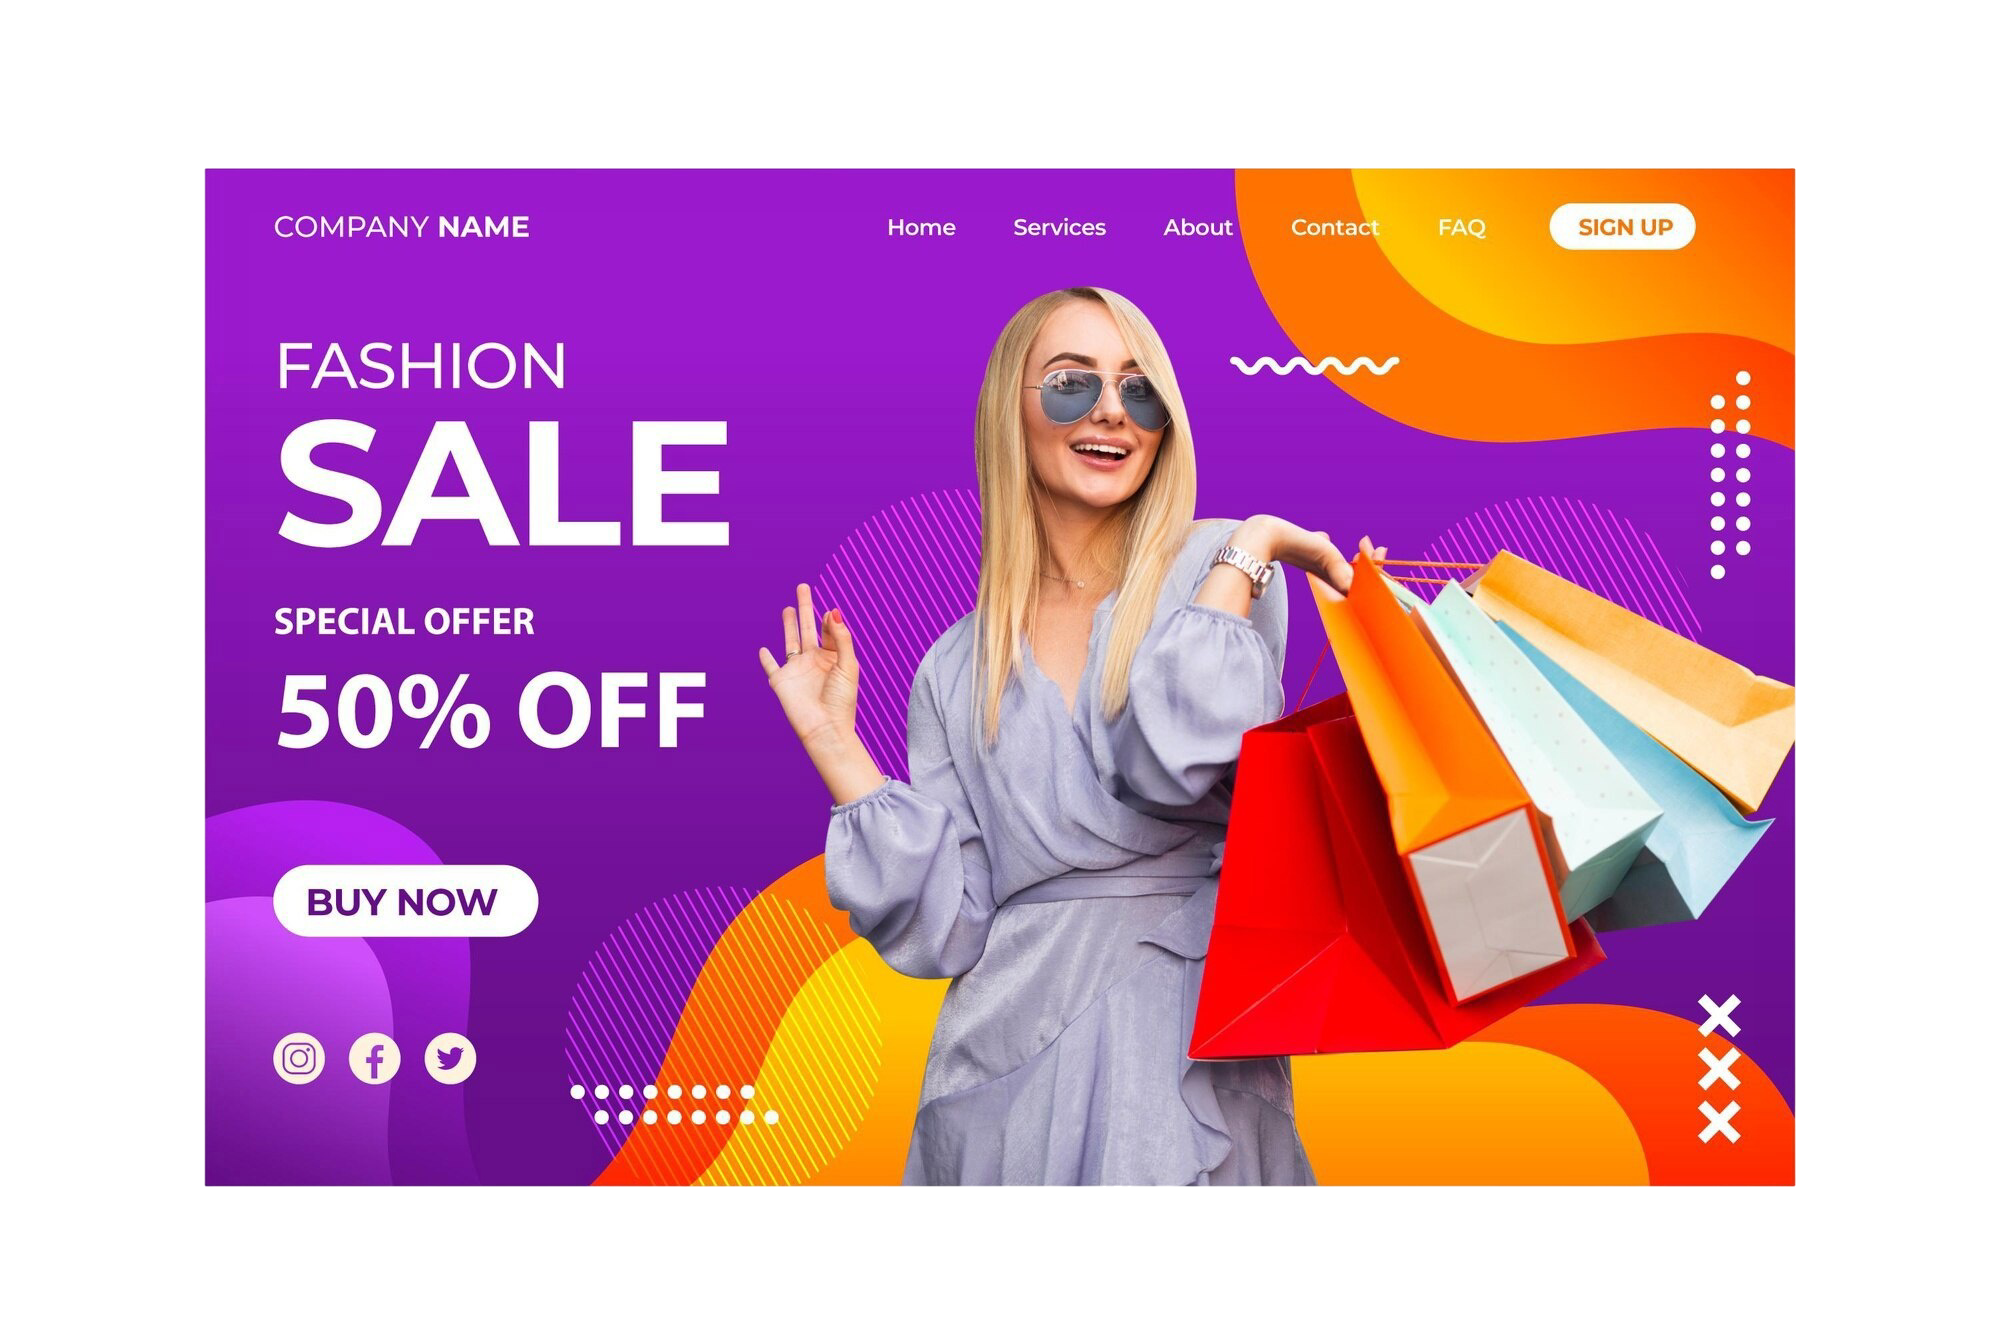 COMPANY NAME
Home Services About Contact FAQ SIGN UP
FASHION
SALE
SPECIAL OFFER
50% OFF
BUY NOW